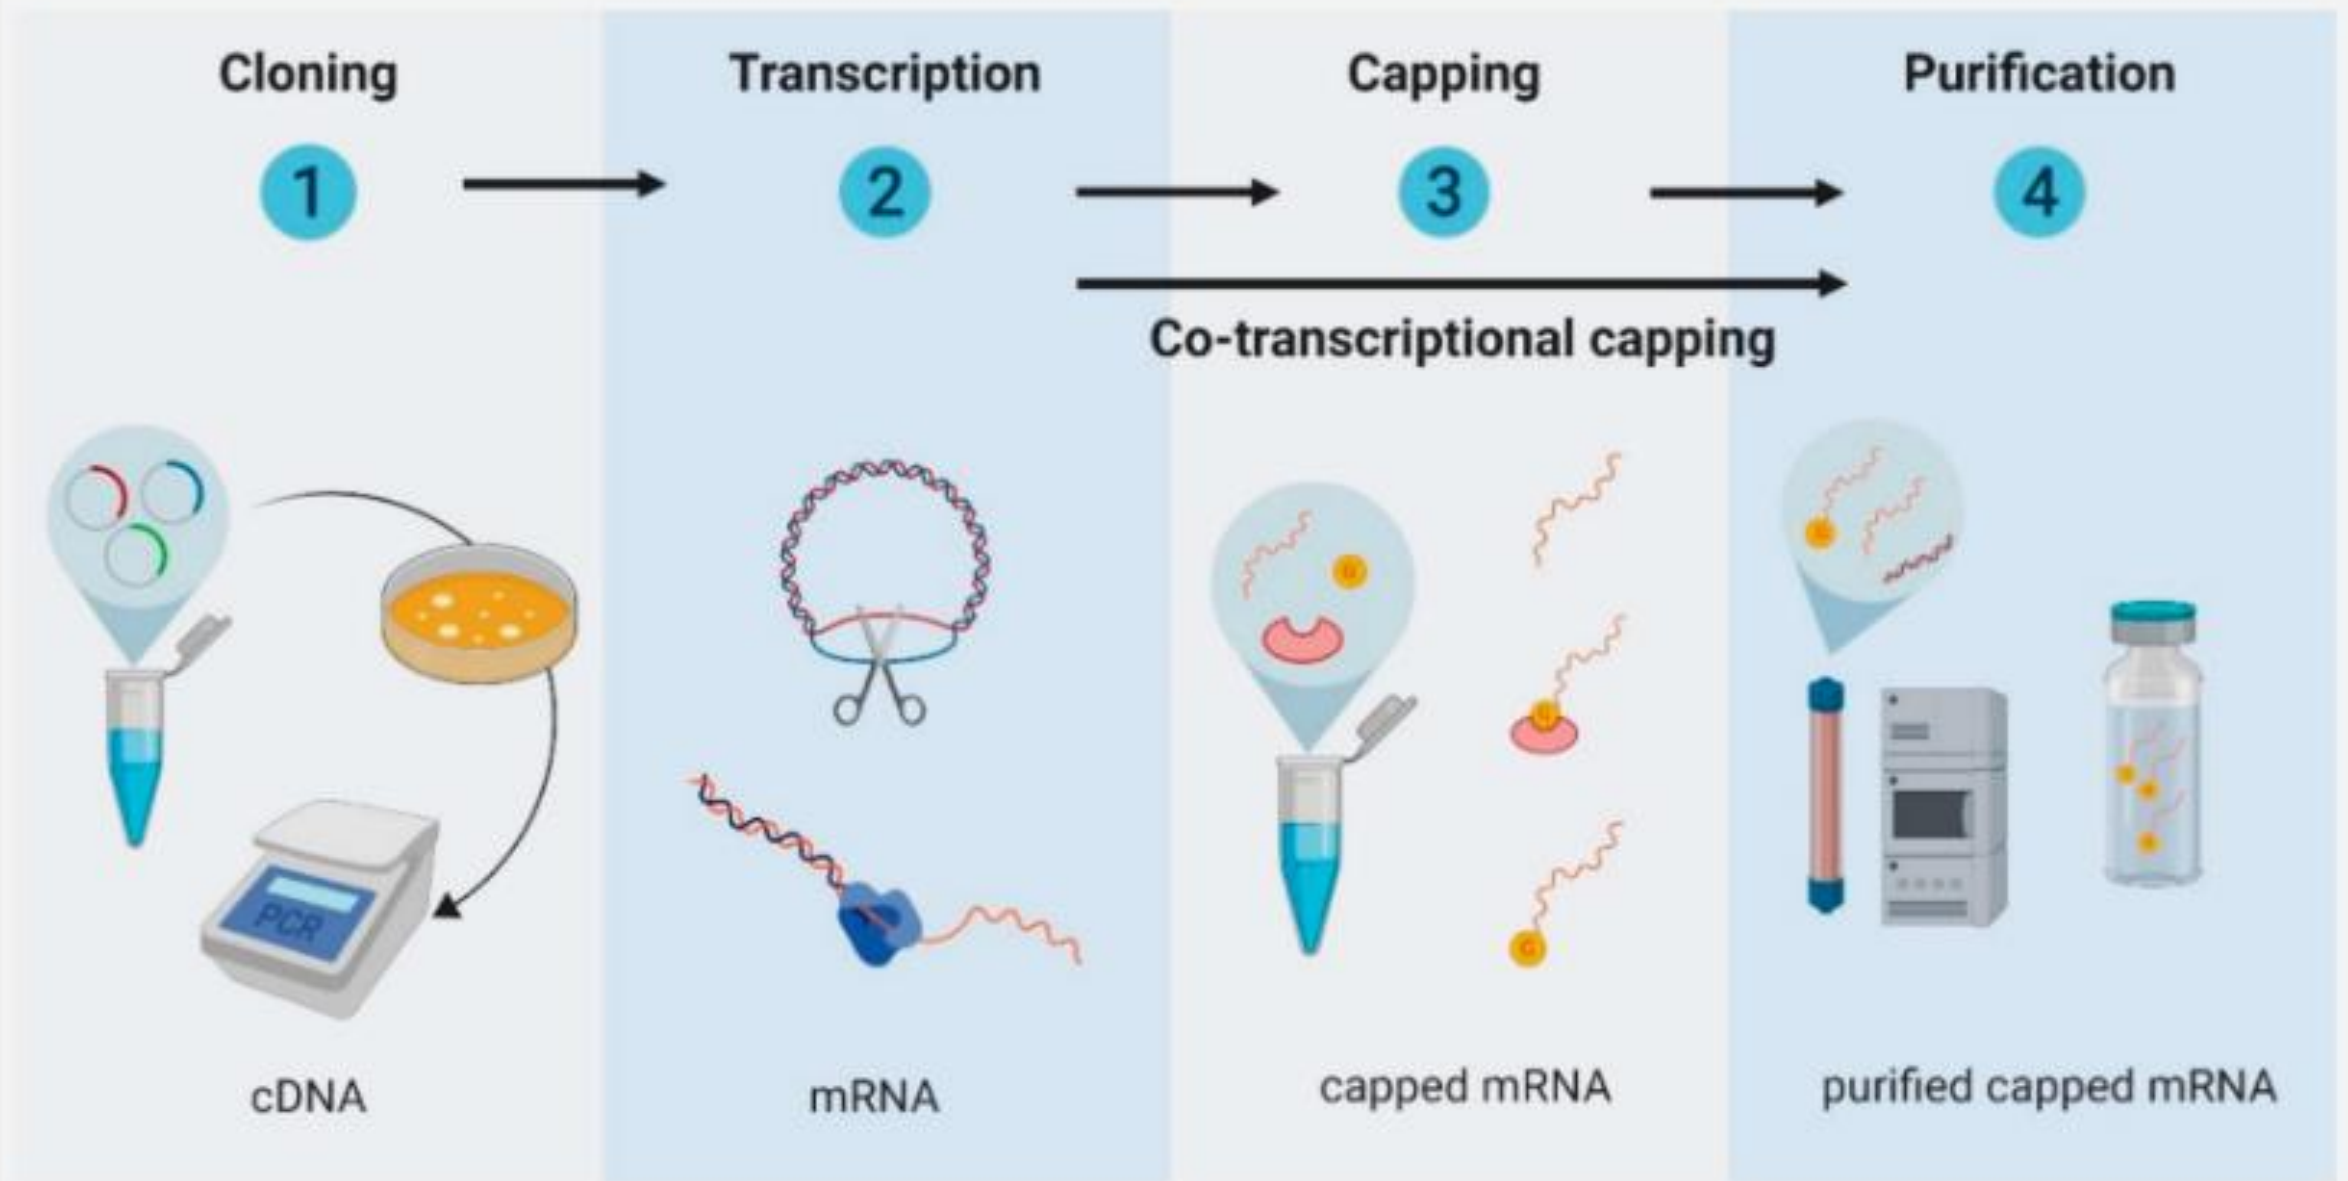 Cloning
Transcription
Capping
Purification
1
2
3
4
Co-transcriptional capping
G
G
G
G
PCR
cDNA
mRNA
capped mRNA
purified capped mRNA